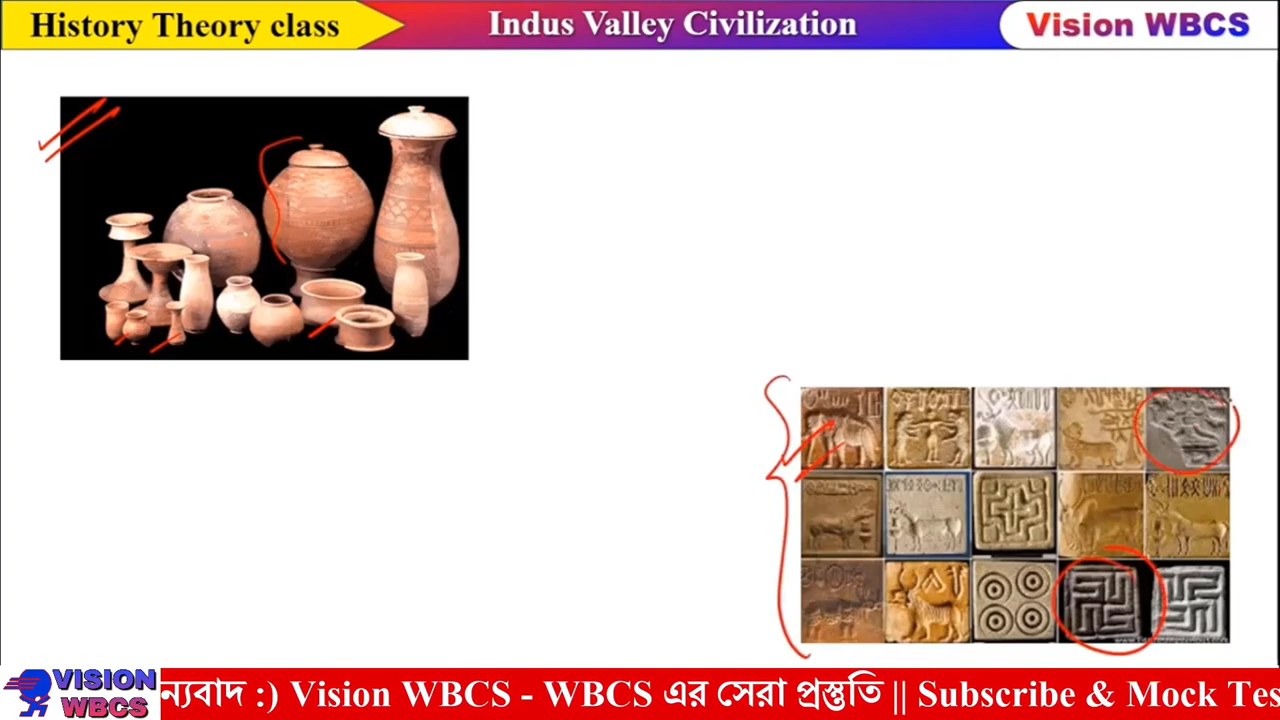 History Theory class
Indus Valley Civilization
Vision WBCS
VISION
WBCS
ন্যবাদ :) Vision WBCS - WBCS এর সেরা প্রস্তুতি || Subscribe & Mock Tes